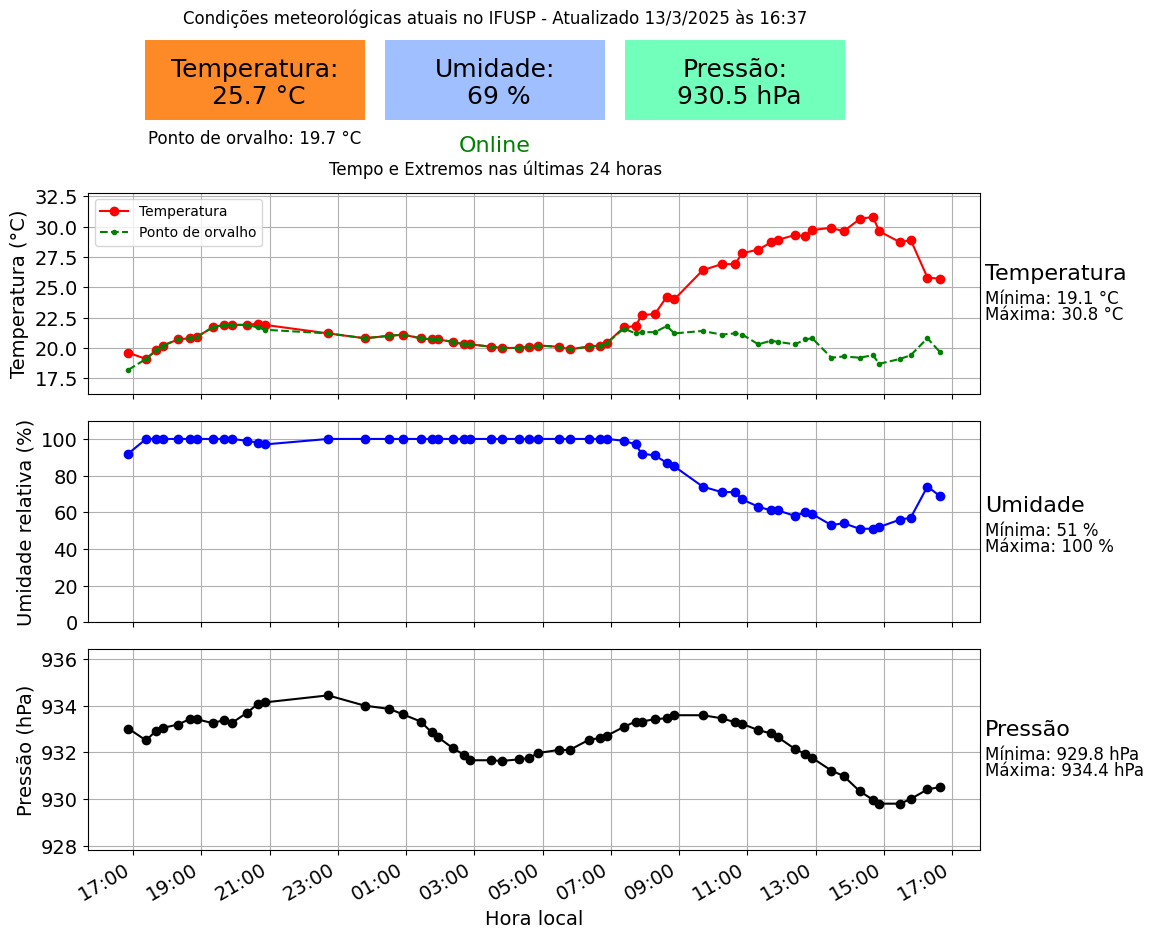 Condições meteorológicas atuais no IFUSP - Atualizado 13/3/2025 às 16:37
Temperatura:
25.7 °C
Umidade:
69 %
Pressão:
930.5 hPa
Ponto de orvalho: 19.7 °C
Online
Tempo e Extremos nas últimas 24 horas
Temperatura (°C)
32.5
30.0
27.5
25.0
22.5
20.0
17.5
Temperatura
Ponto de orvalho
Temperatura
Mínima: 19.1 °C
Máxima: 30.8 °C
Umidade relativa (%)
100
80
60
40
20
0
Umidade
Mínima: 51 %
Máxima: 100 %
Pressão (hPa)
936
934
932
930
928
Pressão
Mínima: 929.8 hPa
Máxima: 934.4 hPa
17:00
19:00
21:00
23:00
01:00
03:00
05:00
07:00
09:00
11:00
13:00
15:00
17:00
Hora local